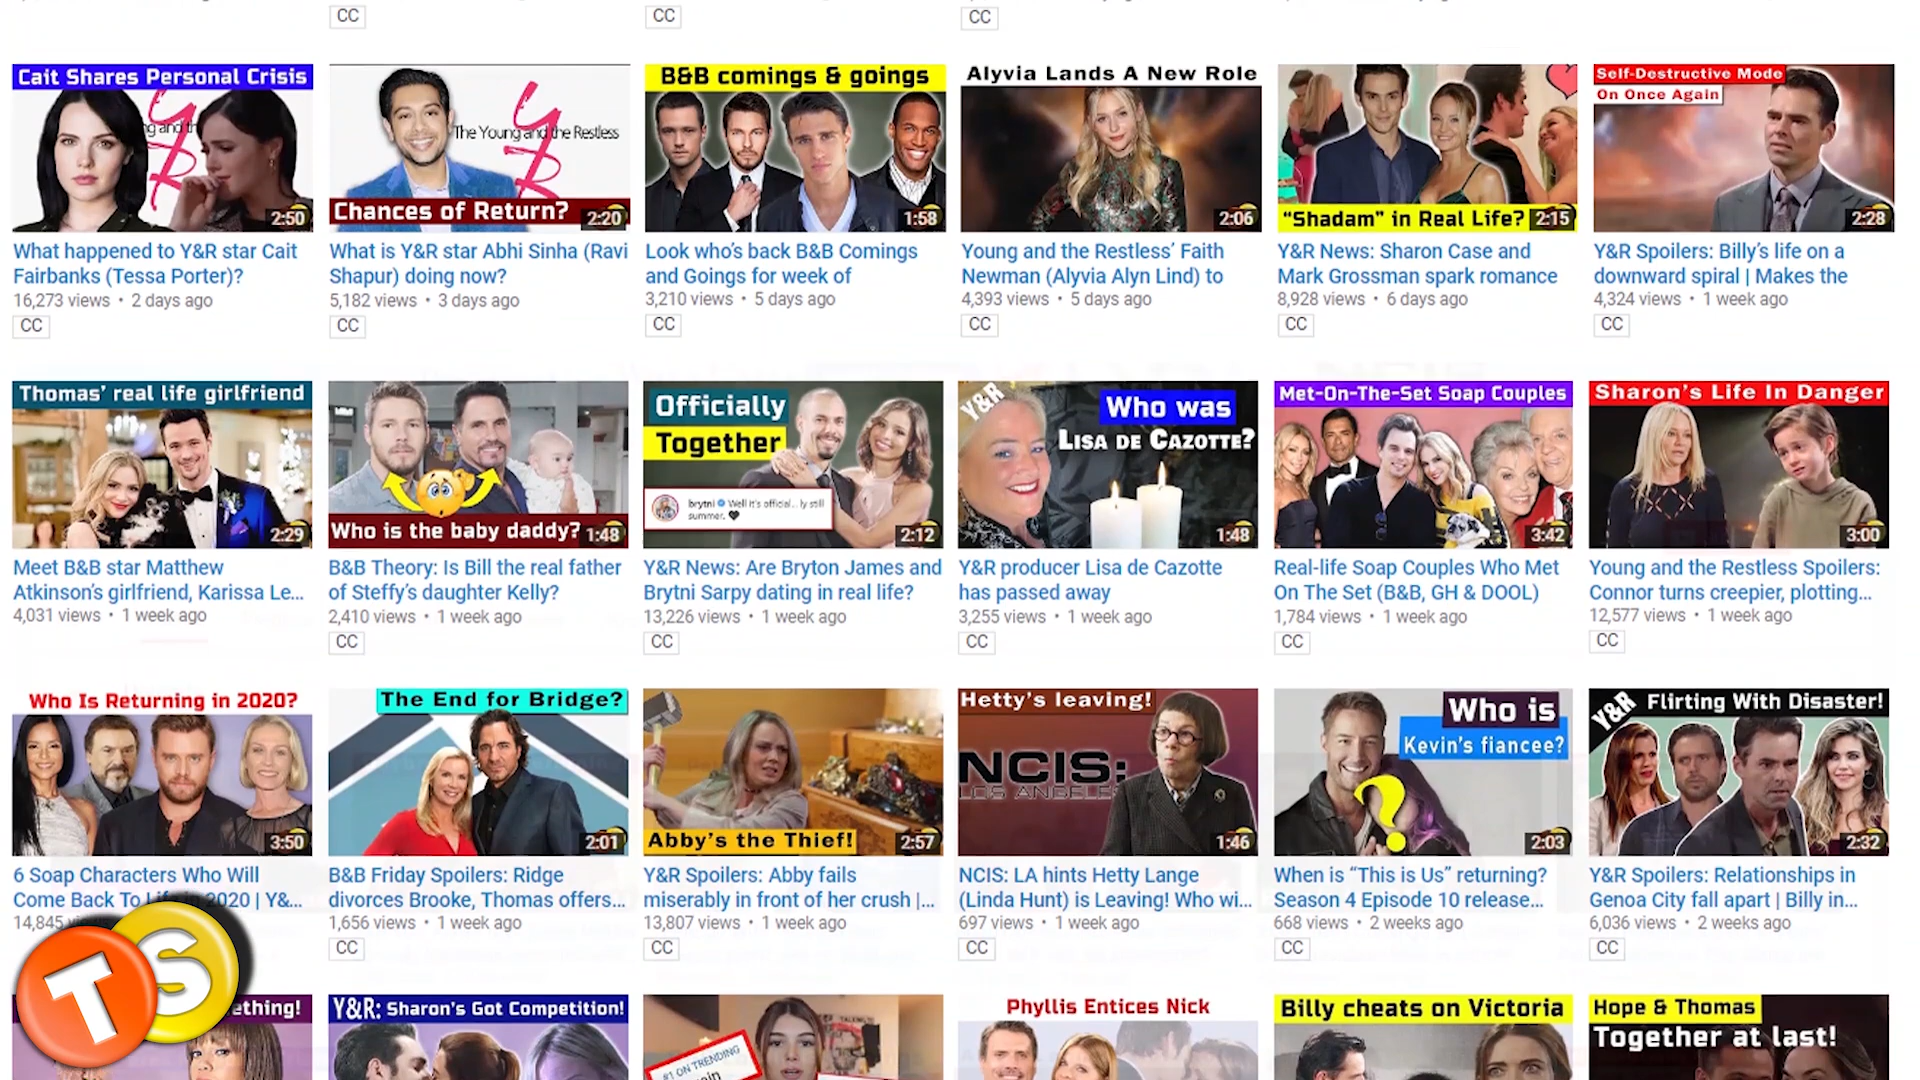 CC
CC
CC
Cait Shares Personal Crisis
2:50
What happened to Y&R star Cait
Fairbanks (Tessa Porter)?
16,273 views • 2 days ago
CC
The Young and the Restless
Chances of Return?
2:20
What is Y&R star Abhi Sinha (Ravi
Shapur) doing now?
5,182 views • 3 days ago
CC
B&B comings & goings
1:58
Look who’s back B&B Comings
and Goings for week of
3,210 views • 5 days ago
CC
Alyvia Lands A New Role
2:06
Young and the Restless’ Faith
Newman (Alyvia Alyn Lind) to
4,393 views • 5 days ago
CC
“Shadam” in Real Life?
2:15
Y&R News: Sharon Case and
Mark Grossman spark romance
8,928 views • 6 days ago
CC
Self-Destructive Mode
On Once Again
2:28
Y&R Spoilers: Billy’s life on a
downward spiral | Makes the
4,324 views • 1 week ago
CC
Thomas’ real life girlfriend
2:29
Meet B&B star Matthew
Atkinson’s girlfriend, Karissa Le...
4,031 views • 1 week ago
Who is the baby daddy?
1:48
B&B Theory: Is Bill the real father
of Steffy’s daughter Kelly?
2,410 views • 1 week ago
CC
Officially
Together
brytni Well it's official... ly still
summer.
2:12
Y&R News: Are Bryton James and
Brytni Sarpy dating in real life?
13,226 views • 1 week ago
CC
Y&R
Who was
Lisa de Cazotte?
1:48
Y&R producer Lisa de Cazotte
has passed away
3,255 views • 1 week ago
CC
Met-On-The-Set Soap Couples
3:42
Real-life Soap Couples Who Met
On The Set (B&B, GH & DOOL)
1,784 views • 1 week ago
CC
Sharon’s Life In Danger
3:00
Young and the Restless Spoilers:
Connor turns creepier, plotting...
12,577 views • 1 week ago
CC
Who Is Returning in 2020?
3:50
6 Soap Characters Who Will
Come Back To Life in 2020 | Y&...
14,845
The End for Bridge?
2:01
B&B Friday Spoilers: Ridge
divorces Brooke, Thomas offers...
1,656 views • 1 week ago
CC
Abby’s the Thief!
2:57
Y&R Spoilers: Abby fails
miserably in front of her crush |...
13,807 views • 1 week ago
CC
Hetty’s leaving!
NCIS:
LOS ANGELES
1:46
NCIS: LA hints Hetty Lange
(Linda Hunt) is Leaving! Who wi...
697 views • 1 week ago
CC
Who is
Kevin’s fiancee?
2:03
When is “This is Us” returning?
Season 4 Episode 10 release...
668 views • 2 weeks ago
CC
Y&R
Flirting With Disaster!
2:32
Y&R Spoilers: Relationships in
Genoa City fall apart | Billy in...
6,036 views • 2 weeks ago
CC
TS
ething!
Y&R: Sharon’s Got Competition!
#1 ON TRENDING
Phyllis Entices Nick
Billy cheats on Victoria
Hope & Thomas
Together at last!